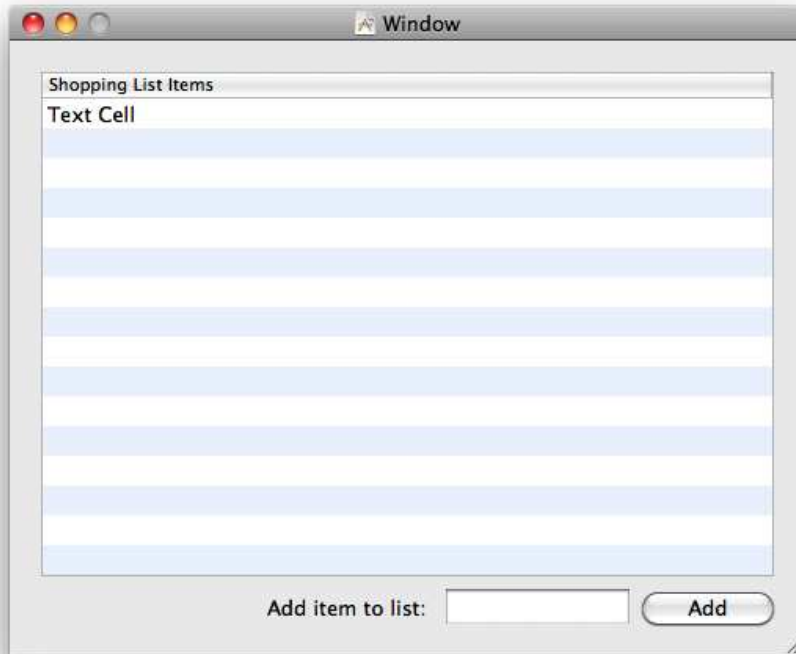 Window
Shopping List Items
Text Cell
Add item to list:
Add